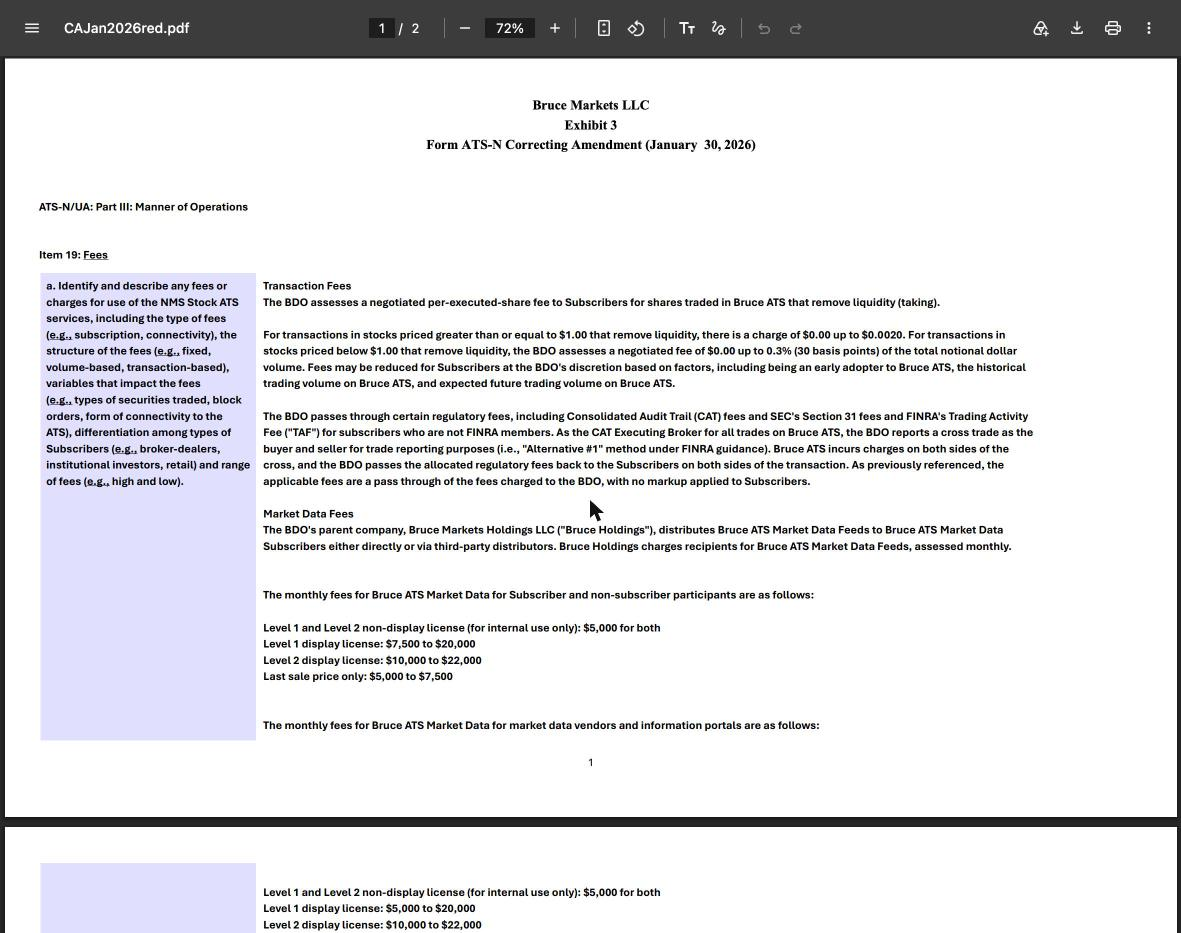 CAJan2026red.pdf
1 / 2
72%
Bruce Markets LLC
Exhibit 3
Form ATS-N Correcting Amendment (January  30, 2026)
ATS-N/UA: Part III: Manner of Operations
Item 19: Fees
a. Identify and describe any fees or
charges for use of the NMS Stock ATS
services, including the type of fees
(e.g., subscription, connectivity), the
structure of the fees (e.g., fixed,
volume-based, transaction-based),
variables that impact the fees
(e.g., types of securities traded, block
orders, form of connectivity to the
ATS), differentiation among types of
Subscribers (e.g., broker-dealers,
institutional investors, retail) and range
of fees (e.g., high and low).
Transaction Fees
The BDO assesses a negotiated per-executed-share fee to Subscribers for shares traded in Bruce ATS that remove liquidity (taking).
For transactions in stocks priced greater than or equal to $1.00 that remove liquidity, there is a charge of $0.00 up to $0.0020. For transactions in
stocks priced below $1.00 that remove liquidity, the BDO assesses a negotiated fee of $0.00 up to 0.3% (30 basis points) of the total notional dollar
volume. Fees may be reduced for Subscribers at the BDO's discretion based on factors, including being an early adopter to Bruce ATS, the historical
trading volume on Bruce ATS, and expected future trading volume on Bruce ATS.
The BDO passes through certain regulatory fees, including Consolidated Audit Trail (CAT) fees and SEC's Section 31 fees and FINRA's Trading Activity
Fee ("TAF") for subscribers who are not FINRA members. As the CAT Executing Broker for all trades on Bruce ATS, the BDO reports a cross trade as the
buyer and seller for trade reporting purposes (i.e., "Alternative #1" method under FINRA guidance). Bruce ATS incurs charges on both sides of the
cross, and the BDO passes the allocated regulatory fees back to the Subscribers on both sides of the transaction. As previously referenced, the
applicable fees are a pass through of the fees charged to the BDO, with no markup applied to Subscribers.
Market Data Fees
The BDO's parent company, Bruce Markets Holdings LLC ("Bruce Holdings"), distributes Bruce ATS Market Data Feeds to Bruce ATS Market Data
Subscribers either directly or via third-party distributors. Bruce Holdings charges recipients for Bruce ATS Market Data Feeds, assessed monthly.
The monthly fees for Bruce ATS Market Data for Subscriber and non-subscriber participants are as follows:
Level 1 and Level 2 non-display license (for internal use only): $5,000 for both
Level 1 display license: $7,500 to $20,000
Level 2 display license: $10,000 to $22,000
Last sale price only: $5,000 to $7,500
The monthly fees for Bruce ATS Market Data for market data vendors and information portals are as follows:
1
Level 1 and Level 2 non-display license (for internal use only): $5,000 for both
Level 1 display license: $5,000 to $20,000
Level 2 display license: $10,000 to $22,000